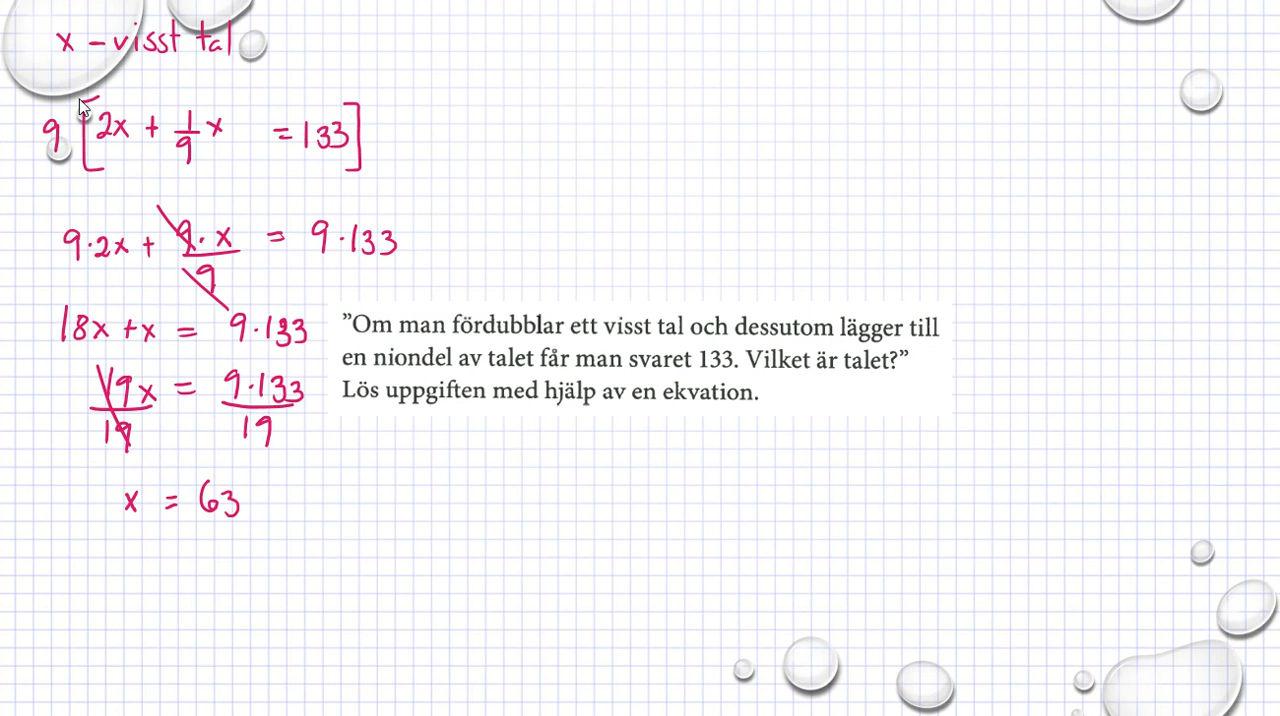 x – visst tal
9 [2x + 1/9 x = 133]
9·2x + 9·x/9 = 9·133
18x + x = 9·133
19x/19 = 9·133/19
x = 63
”Om man fördubblar ett visst tal och dessutom lägger till
en niondel av talet får man svaret 133. Vilket är talet?”
Lös uppgiften med hjälp av en ekvation.